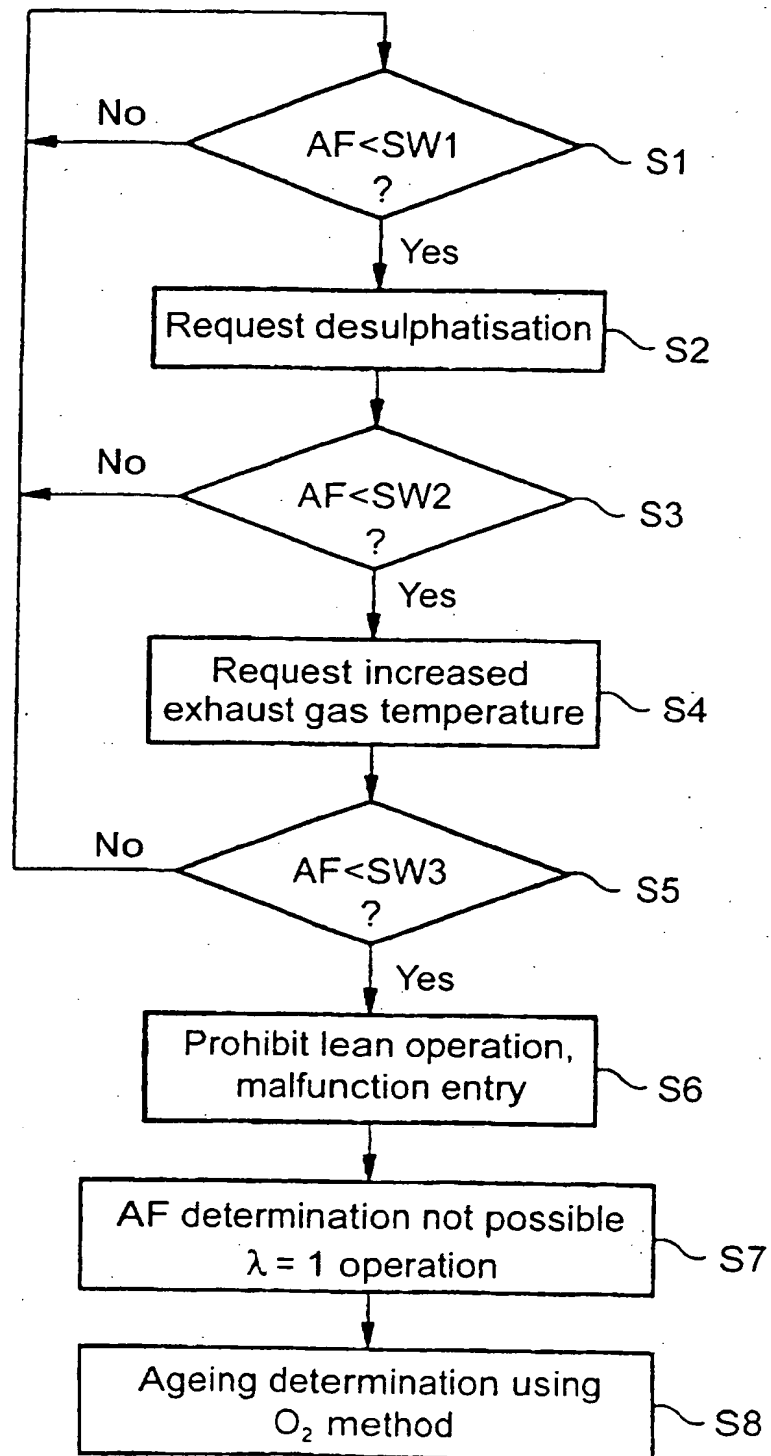 No
AF<SW1
?
S1
Yes
Request desulphatisation
S2
No
AF<SW2
?
S3
Yes
Request increased
exhaust gas temperature
S4
No
AF<SW3
?
S5
Yes
Prohibit lean operation,
malfunction entry
S6
AF determination not possible
λ = 1 operation
S7
Ageing determination using
O₂ method
S8